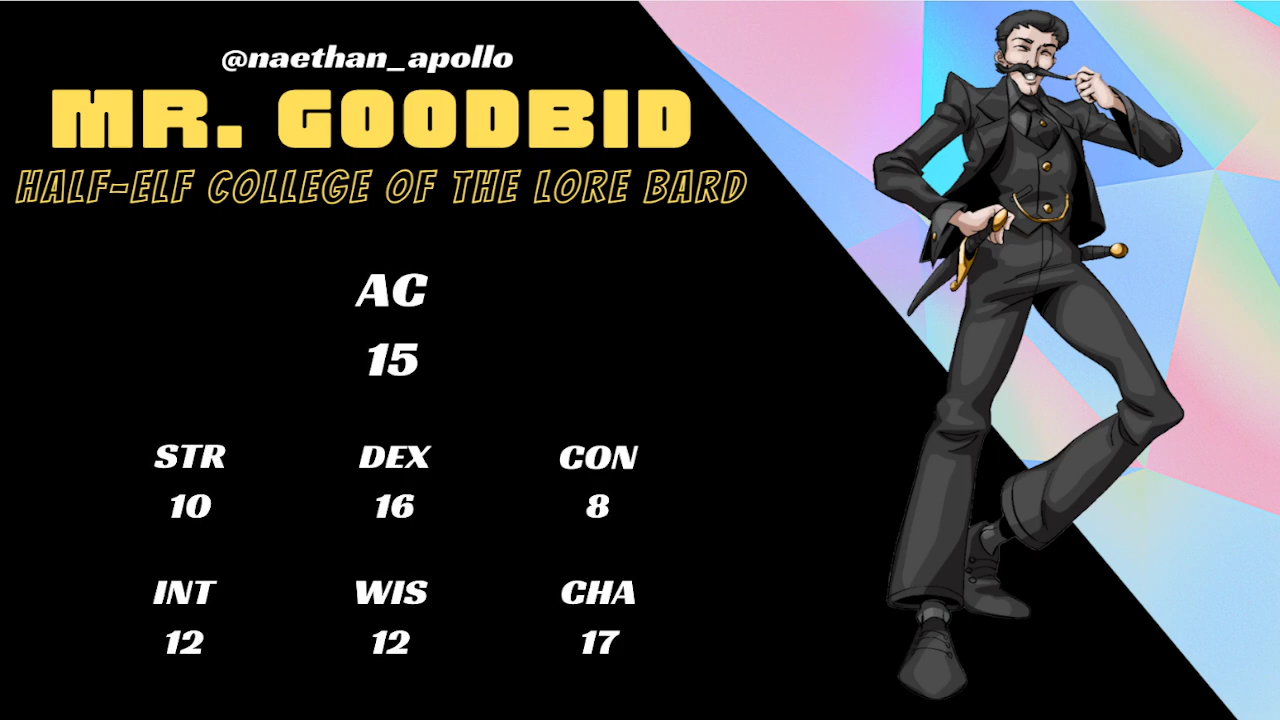 @naethan_apollo
MR. GOODBID
HALF-ELF COLLEGE OF THE LORE BARD
AC
15
STR DEX CON
10 16 8
INT WIS CHA
12 12 17